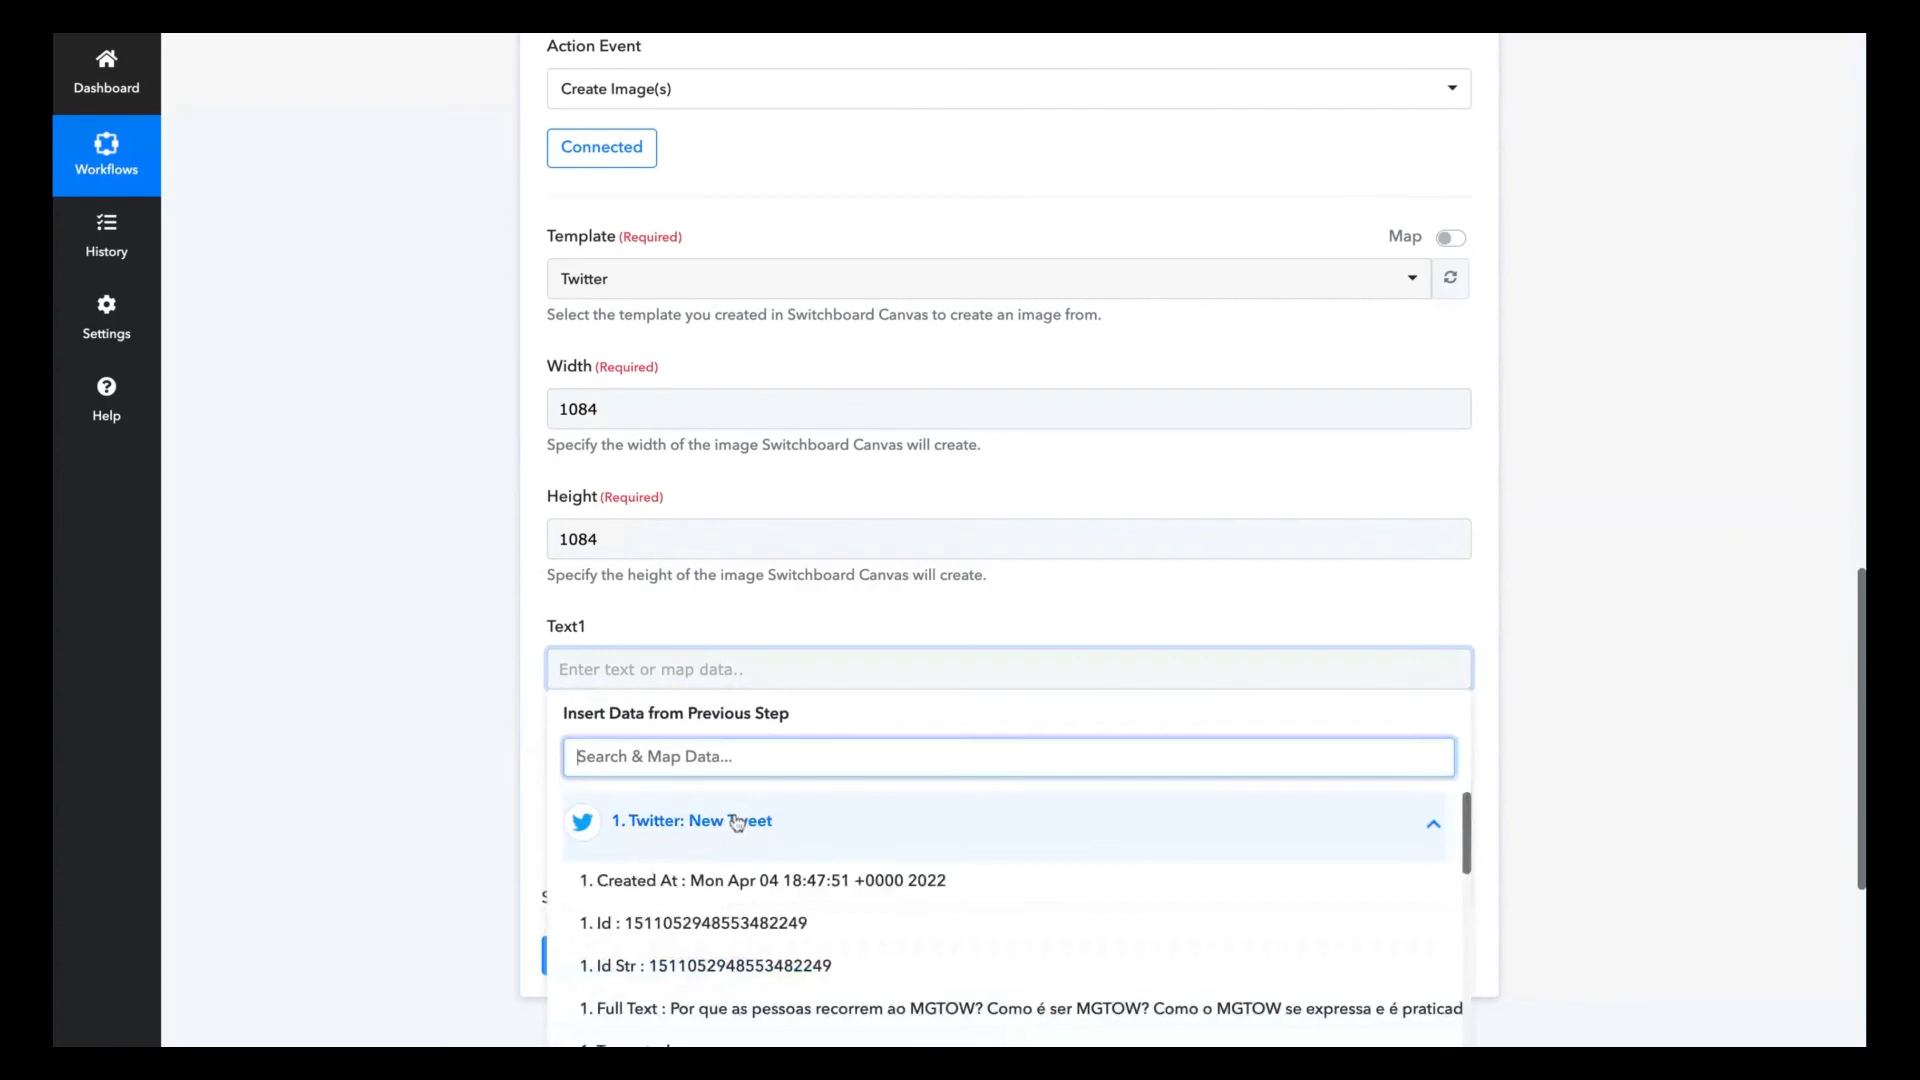 Dashboard
Workflows
History
Settings
Help
Action Event
Create Image(s)
Connected
Template (Required)
Map
Twitter
Select the template you created in Switchboard Canvas to create an image from.
Width (Required)
1084
Specify the width of the image Switchboard Canvas will create.
Height (Required)
1084
Specify the height of the image Switchboard Canvas will create.
Text1
Enter text or map data..
Insert Data from Previous Step
Search & Map Data...
1. Twitter: New Tweet
1. Created At : Mon Apr 04 18:47:51 +0000 2022
1. Id : 1511052948553482249
1. Id Str : 1511052948553482249
1. Full Text : Por que as pessoas recorrem ao MGTOW? Como é ser MGTOW? Como o MGTOW se expressa e é praticad